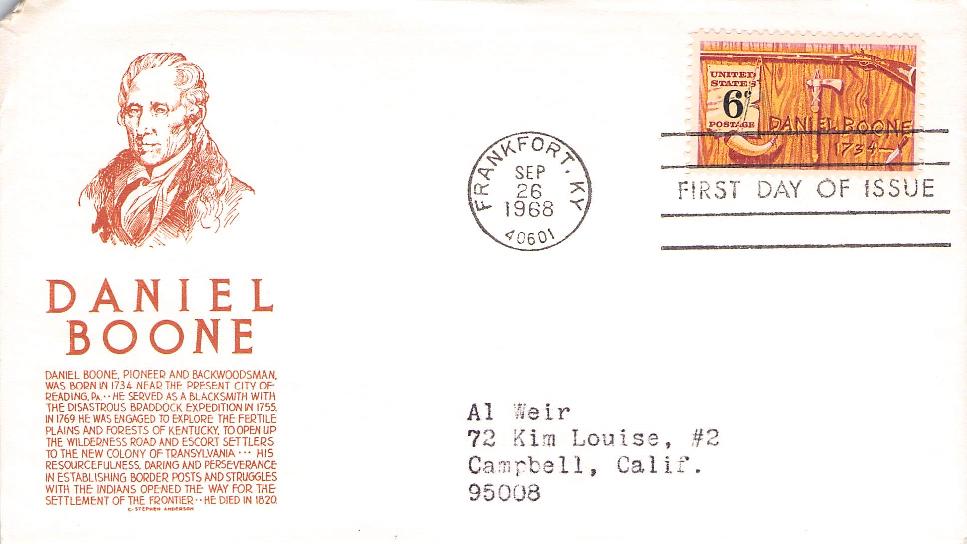 UNITED
STATES
6¢
POSTAGE
DANIEL BOONE
1734
FRANKFORT, KY
SEP
26
1968
40601
FIRST DAY OF ISSUE
DANIEL
BOONE
DANIEL BOONE, PIONEER AND BACKWOODSMAN,
WAS BORN IN 1734 NEAR THE PRESENT CITY OF
READING, PA. ·· HE SERVED AS A BLACKSMITH WITH
THE DISASTROUS BRADDOCK EXPEDITION IN 1755.
IN 1769 HE WAS ENGAGED TO EXPLORE THE FERTILE
PLAINS AND FORESTS OF KENTUCKY, TO OPEN UP
THE WILDERNESS ROAD AND ESCORT SETTLERS
TO THE NEW COLONY OF TRANSYLVANIA ··· HIS
RESOURCEFULNESS, DARING AND PERSEVERANCE
IN ESTABLISHING BORDER POSTS AND STRUGGLES
WITH THE INDIANS OPENED THE WAY FOR THE
SETTLEMENT OF THE FRONTIER ·· HE DIED IN 1820.
C. STEPHEN ANDERSON
Al Weir
72 Kim Louise, #2
Campbell, Calif.
95008